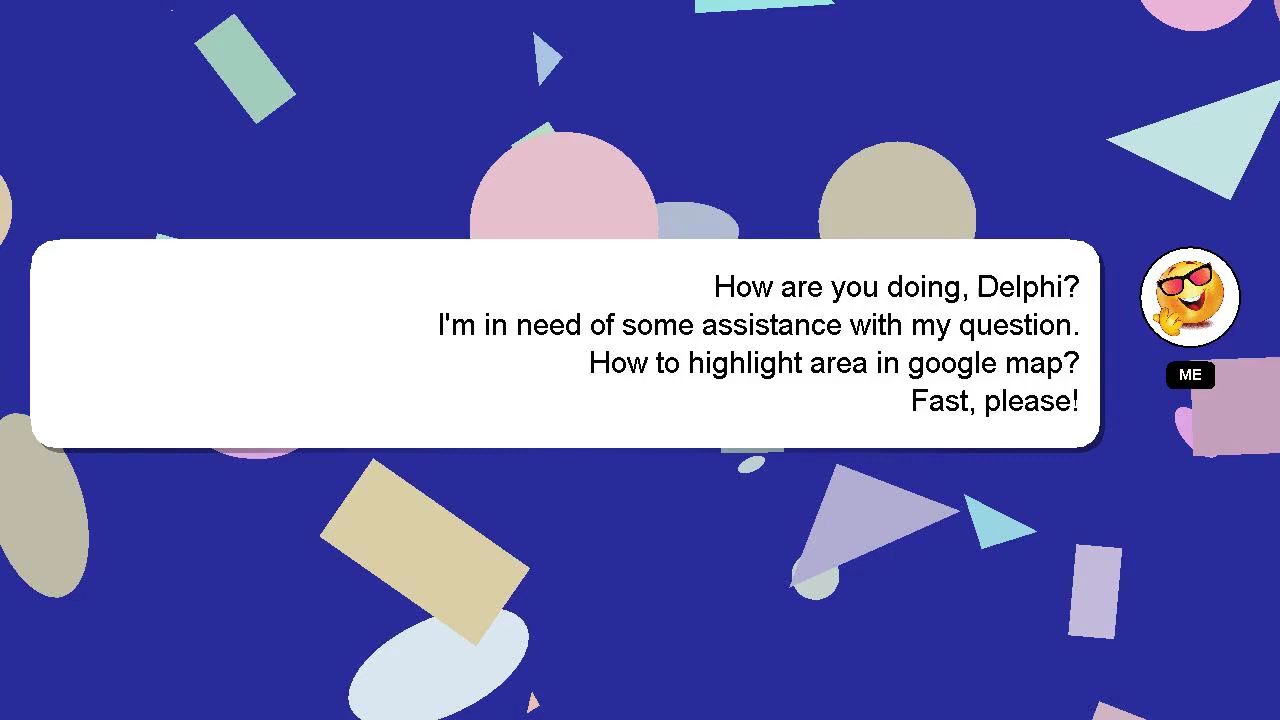 How are you doing, Delphi?
I'm in need of some assistance with my question.
How to highlight area in google map?
Fast, please!
ME